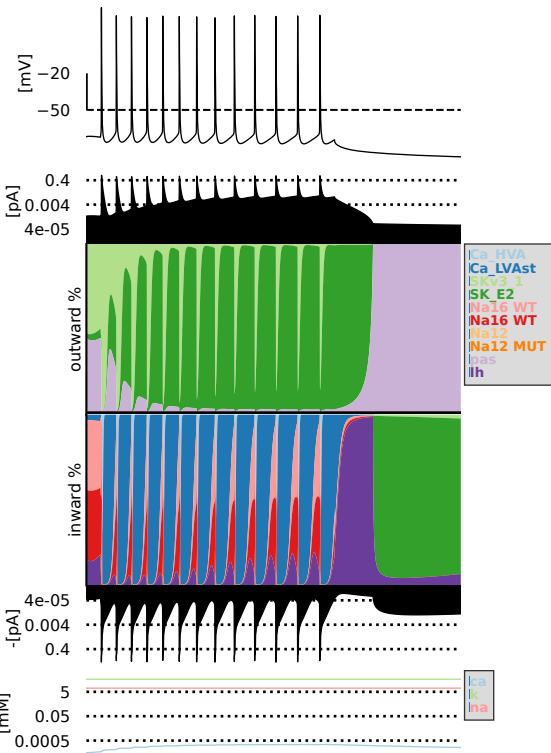 [mV]
−20
−50
[pA]
0.4
0.004
4e-05
outward %
Ca_HVA
Ca_LVAst
SKv3_1
SK_E2
Na16 WT
Na16 WT
Na12
Na12 MUT
pas
Ih
inward %
-[pA]
4e-05
0.004
0.4
[mM]
5
0.05
0.0005
ca
k
na